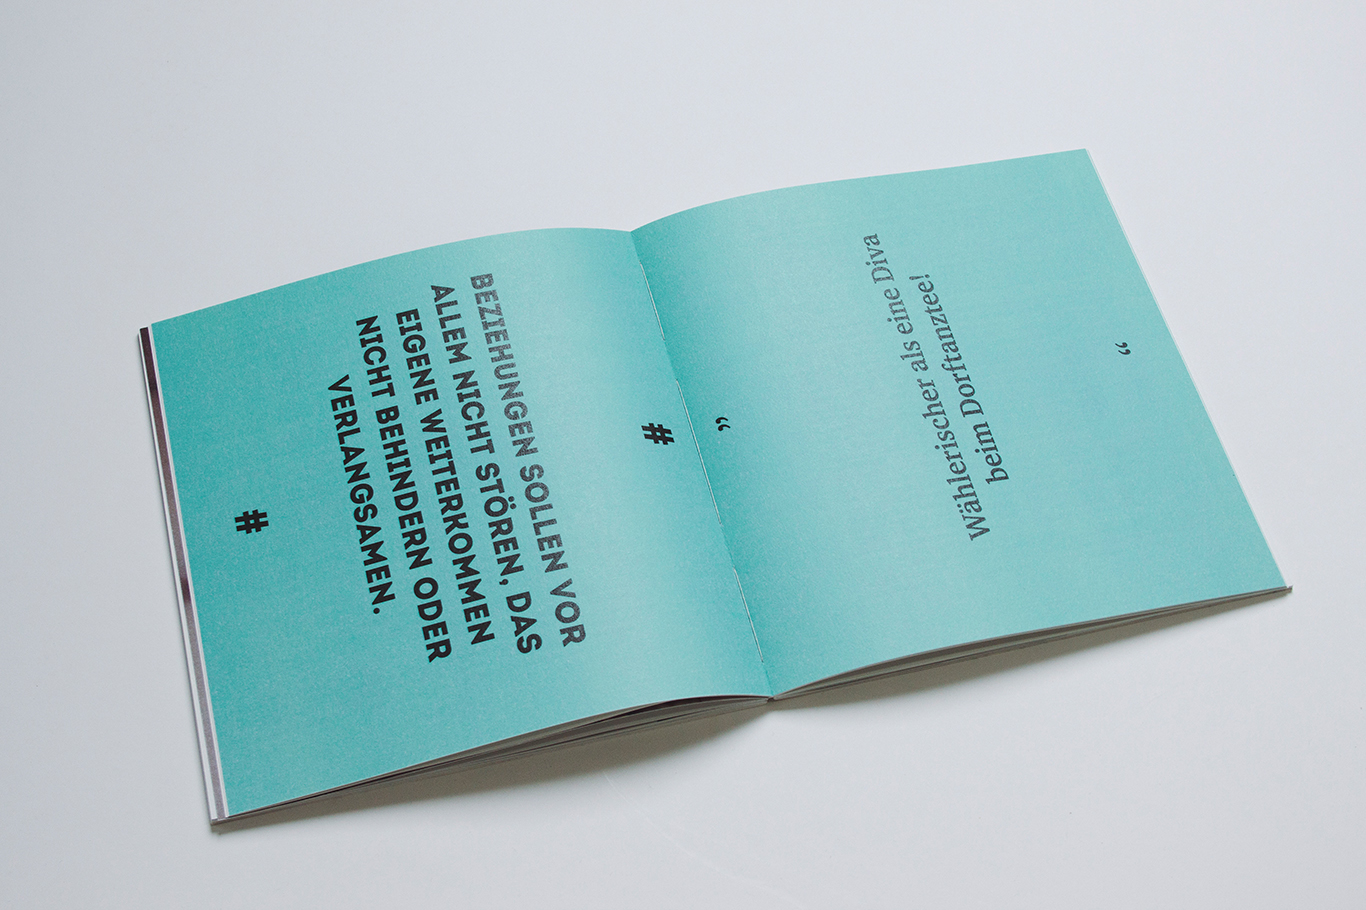 #
BEZIEHUNGEN SOLLEN VOR
ALLEM NICHT STÖREN, DAS
EIGENE WEITERKOMMEN
NICHT BEHINDERN ODER
VERLANGSAMEN.
#
„
Wählerischer als eine Diva
beim Dorftanztee!
“